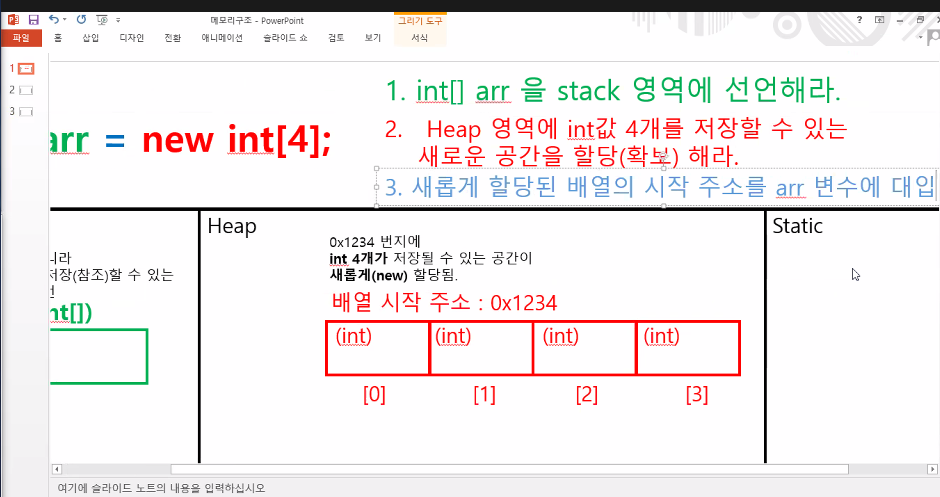 메모리구조 - PowerPoint
그리기 도구
파일 홈 삽입 디자인 전환 애니메이션 슬라이드 쇼 검토 보기 서식
1
2
3
arr = new int[4];
1. int[] arr 을 stack 영역에 선언해라.
2. Heap 영역에 int값 4개를 저장할 수 있는
새로운 공간을 할당(확보) 해라.
3. 새롭게 할당된 배열의 시작 주소를 arr 변수에 대입
니라
저장(참조)할 수 있는
nt[])
Heap
0x1234 번지에
int 4개가 저장될 수 있는 공간이
새롭게(new) 할당됨.
배열 시작 주소 : 0x1234
(int) (int) (int) (int)
[0] [1] [2] [3]
Static
여기에 슬라이드 노트의 내용을 입력하십시오